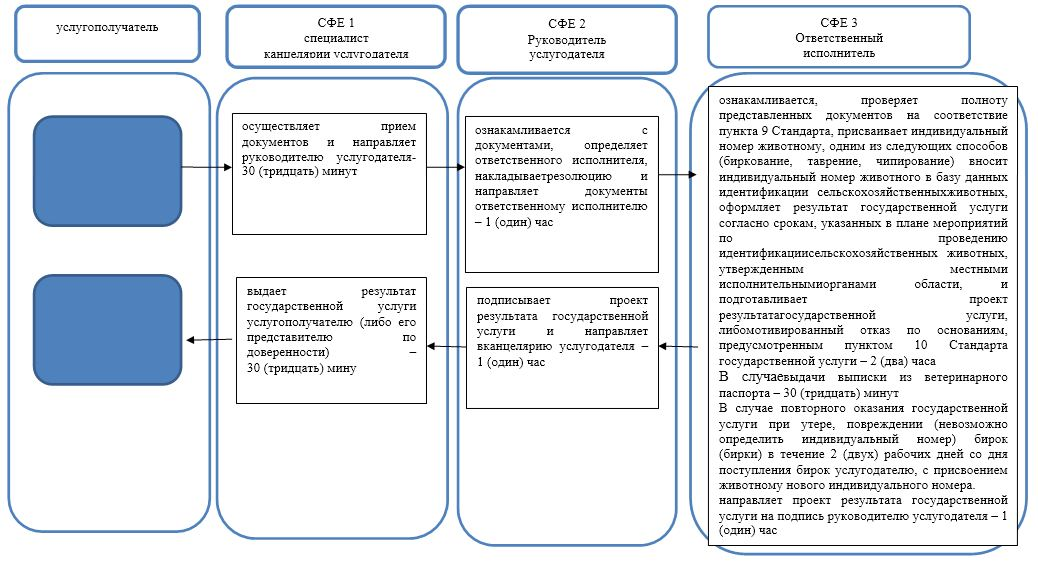 услугополучатель
СФЕ 1
специалист
канцелярии услугодателя
СФЕ 2
Руководитель
услугодателя
СФЕ 3
Ответственный
исполнитель
осуществляет прием
документов и направляет
руководителю услугодателя-
30 (тридцать) минут
ознакамливается с
документами, определяет
ответственного исполнителя,
накладываетрезолюцию и
направляет документы
ответственному исполнителю
– 1 (один) час
ознакамливается, проверяет полноту
представленных документов на соответствие
пункта 9 Стандарта, присваивает индивидуальный
номер животному, одним из следующих способов
(биркование, таврение, чипирование) вносит
индивидуальный номер животного в базу данных
идентификации сельскохозяйственныхживотных,
оформляет результат государственной услуги
согласно срокам, указанных в плане мероприятий
по проведению
идентификациисельскохозяйственных животных,
утвержденным местными
исполнительнымиорганами области, и
подготавливает проект
результатагосударственной услуги,
либомотивированный отказ по основаниям,
предусмотренным пунктом 10 Стандарта
государственной услуги – 2 (два) часа
В случаевыдачи выписки из ветеринарного
паспорта – 30 (тридцать) минут
В случае повторного оказания государственной
услуги при утере, повреждении (невозможно
определить индивидуальный номер) бирок
(бирки) в течение 2 (двух) рабочих дней со дня
поступления бирок услугодателю, с присвоением
животному нового индивидуального номера.
направляет проект результата государственной
услуги на подпись руководителю услугодателя – 1
(один) час
подписывает проект
результата государственной
услуги и направляет
вканцелярию услугодателя –
1 (один) час
выдает результат
государственной услуги
услугополучателю (либо его
представителю по
доверенности) –
30 (тридцать) мину